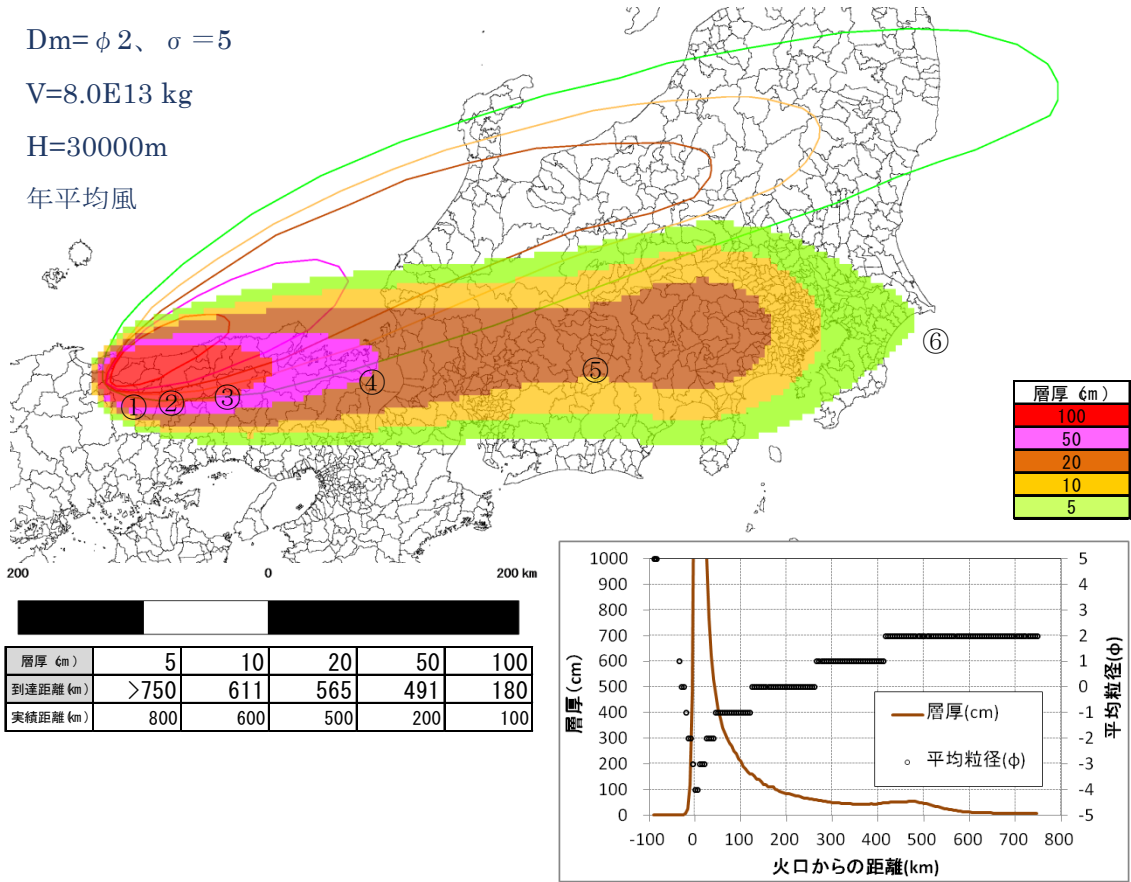 Dm=φ2、σ=5
V=8.0E13 kg
H=30000m
年平均風
① ② ③ ④ ⑤ ⑥
層厚 (cm)
100
50
20
10
5
200 0 200 km
層厚 (cm) 5 10 20 50 100
到達距離(km) >750 611 565 491 180
実績距離(km) 800 600 500 200 100
層厚(cm)
1000
900
800
700
600
500
400
300
200
100
0
5
4
3
2
1
0
-1
-2
-3
-4
-5
平均粒径(φ)
層厚(cm)
平均粒径(φ)
-100 0 100 200 300 400 500 600 700 800
火口からの距離(km)